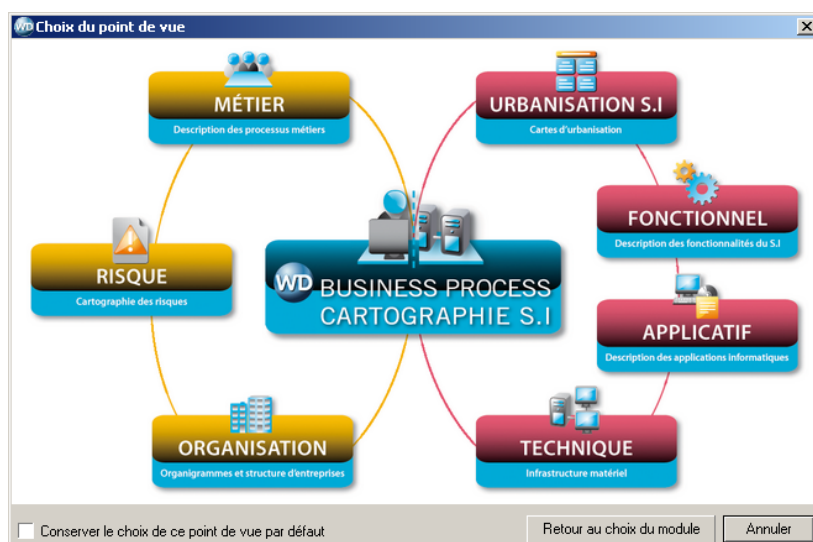 WD Choix du point de vue
MÉTIER
Description des processus métiers
URBANISATION S.I
Cartes d'urbanisation
FONCTIONNEL
Description des fonctionnalités du S.I
RISQUE
Cartographie des risques
WD BUSINESS PROCESS
CARTOGRAPHIE S.I
APPLICATIF
Description des applications informatiques
ORGANISATION
Organigrammes et structure d'entreprises
TECHNIQUE
Infrastructure matériel
Conserver le choix de ce point de vue par défaut
Retour au choix du module
Annuler